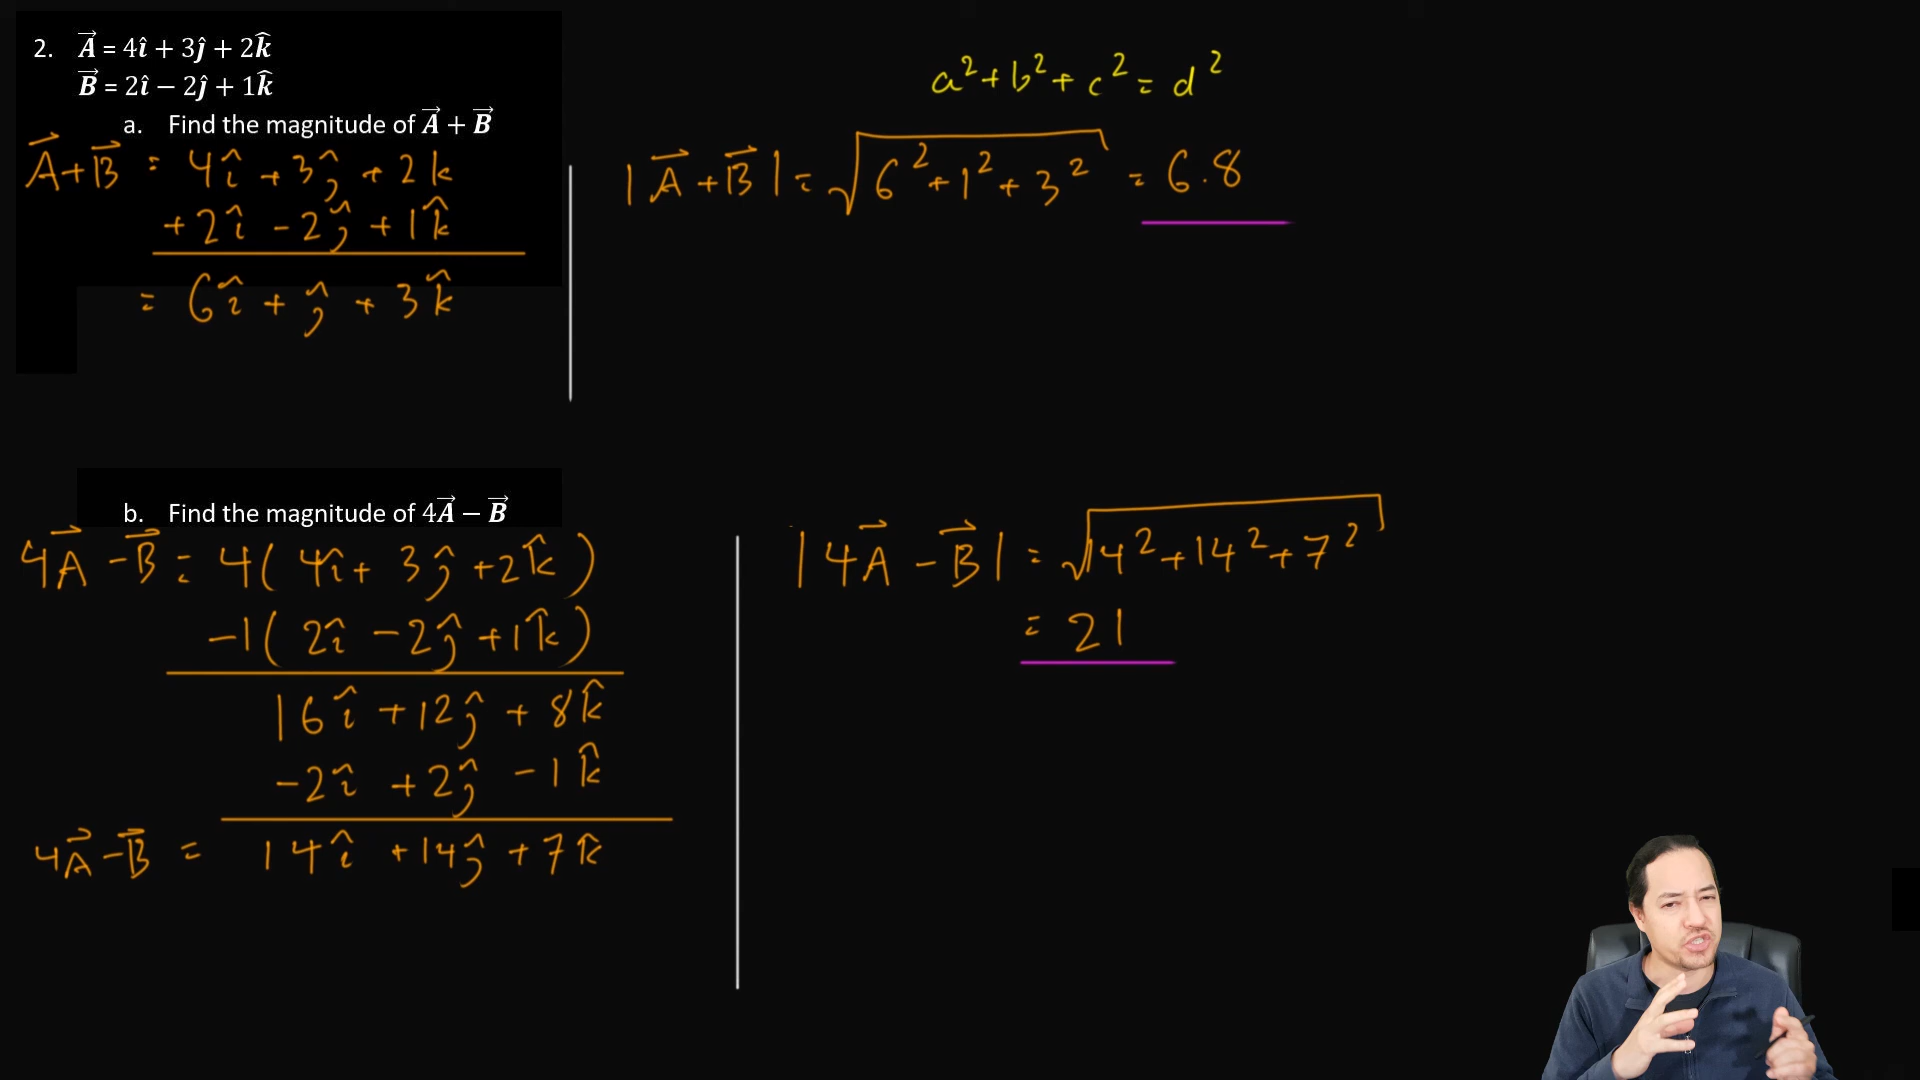 2. A⃗ = 4î + 3ĵ + 2k̂
B⃗ = 2î − 2ĵ + 1k̂
a. Find the magnitude of A⃗ + B⃗
A⃗+B⃗ = 4î + 3ĵ + 2k
+2î − 2ĵ + 1k̂
= 6î + ĵ + 3k̂
a² + b² + c² = d²
|A⃗ + B⃗| = √6² + 1² + 3² = 6.8
b. Find the magnitude of 4A⃗ − B⃗
4A⃗ − B⃗ = 4( 4î + 3ĵ + 2k̂ )
−1( 2î − 2ĵ + 1k̂ )
16î + 12ĵ + 8k̂
−2î + 2ĵ − 1k̂
4A⃗ − B⃗ = 14î + 14ĵ + 7k̂
|4A⃗ − B⃗| = √14² + 14² + 7²
= 21